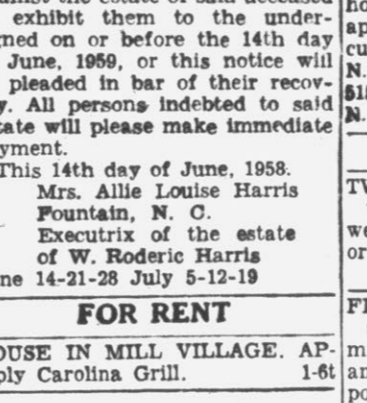 exhibit them to the under-
gned on or before the 14th day
June, 1959, or this notice will
pleaded in bar of their recov-
y. All persons indebted to said
tate will please make immediate
yment.
This 14th day of June, 1958.
Mrs. Allie Louise Harris
Fountain, N. C.
Executrix of the estate
of W. Roderic Harris
ne 14-21-28 July 5-12-19
FOR RENT
OUSE IN MILL VILLAGE. AP-
ply Carolina Grill. 1-6t